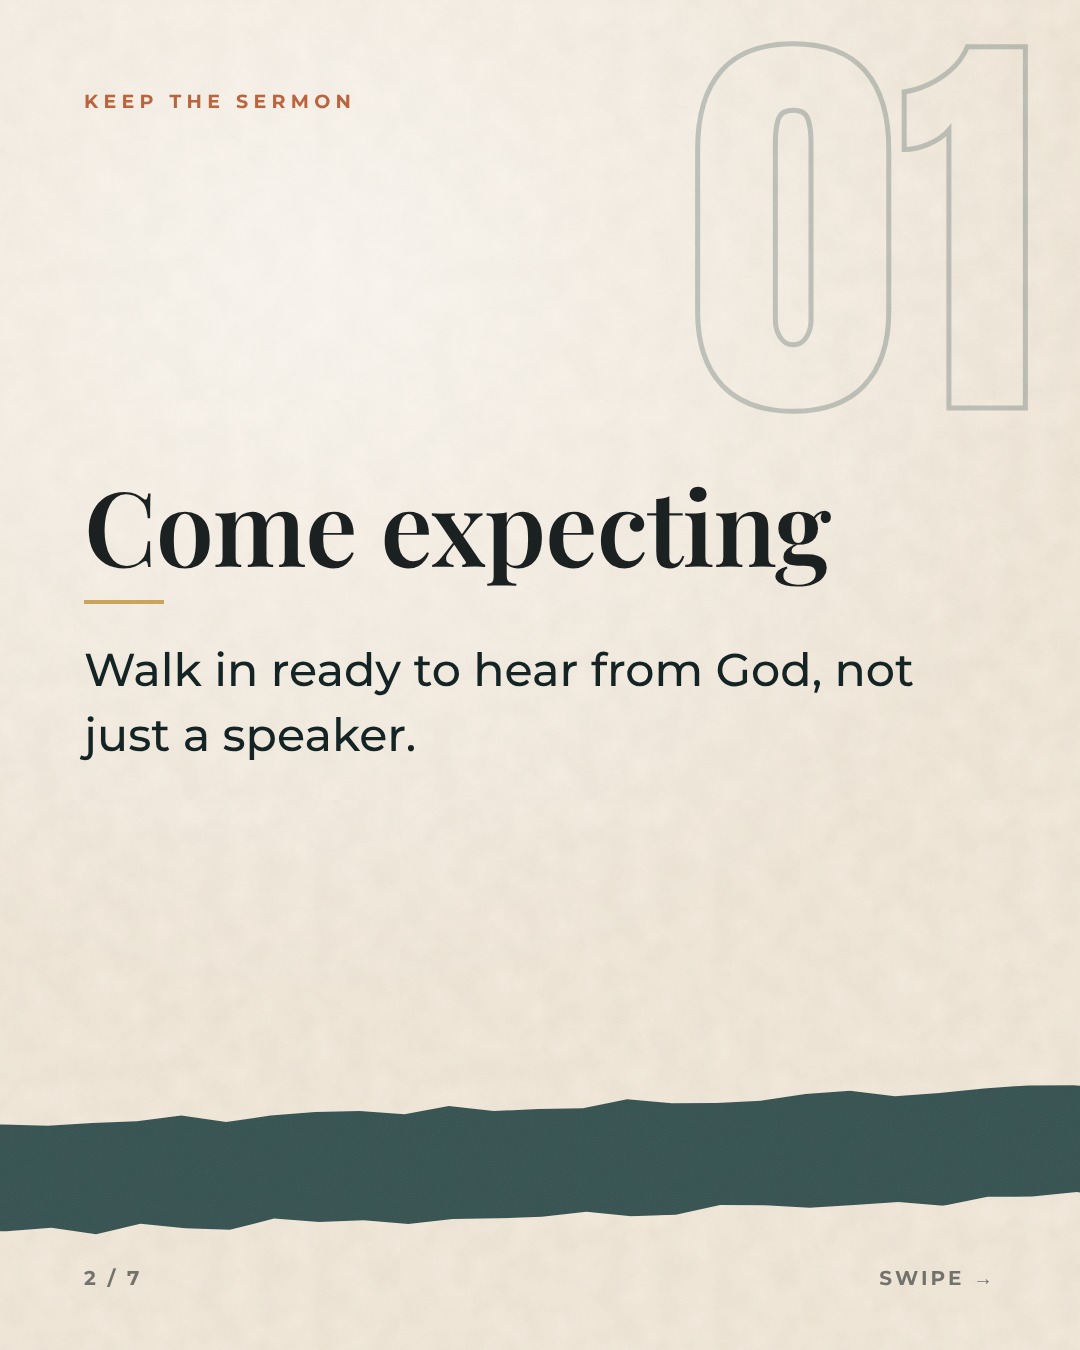 KEEP THE SERMON
01
Come expecting
Walk in ready to hear from God, not
just a speaker.
2 / 7
SWIPE →